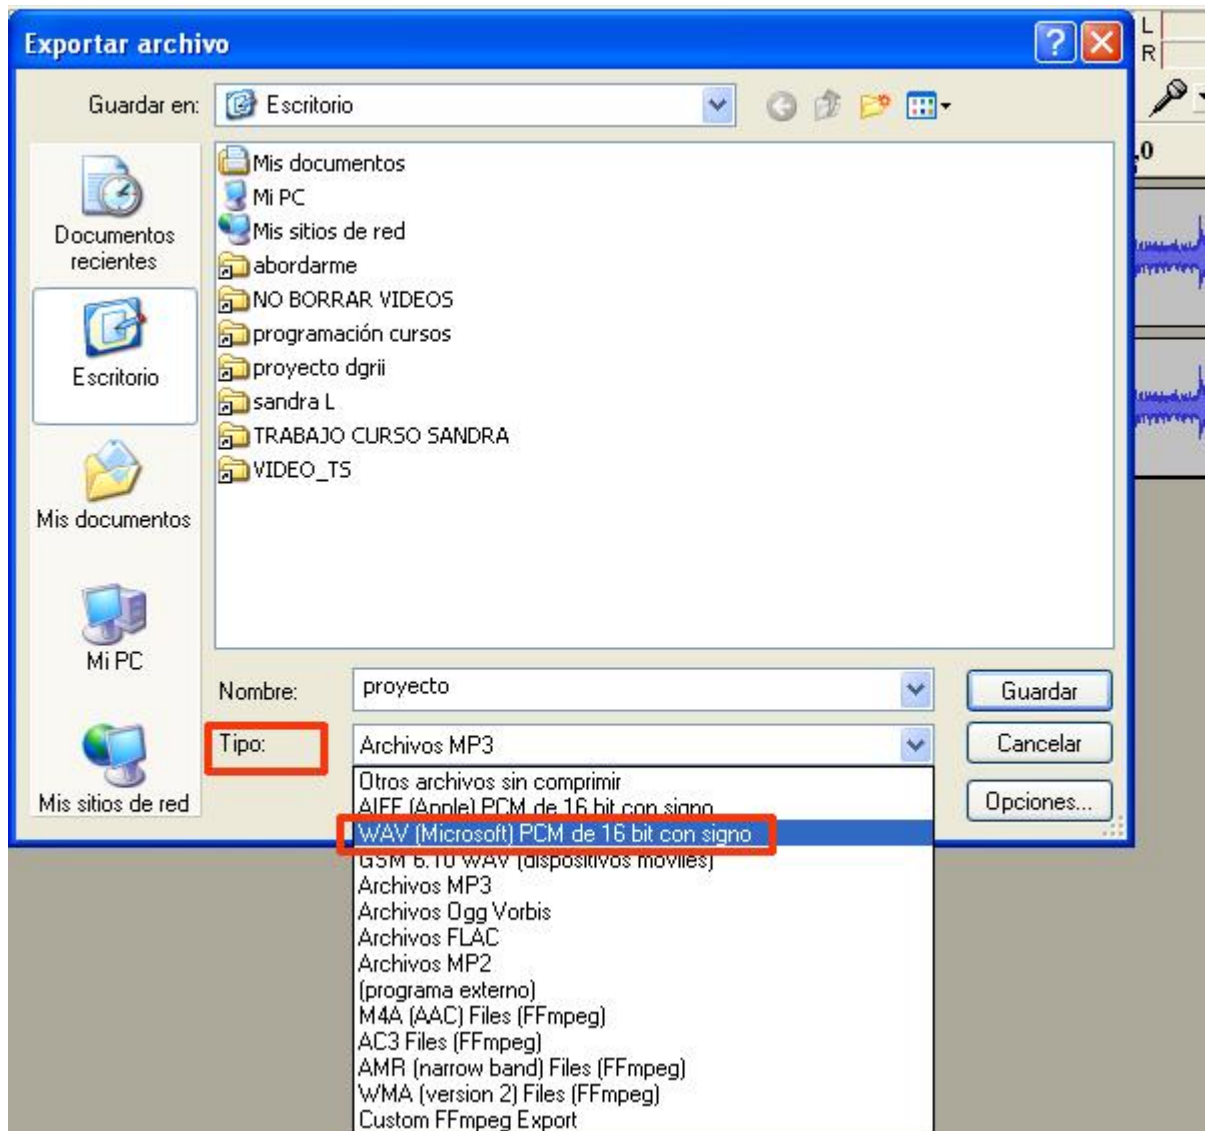 Exportar archivo
L
R
Guardar en:
Escritorio
,0
Mis documentos
Mi PC
Mis sitios de red
abordarme
NO BORRAR VIDEOS
programación cursos
proyecto dgrii
sandra L
TRABAJO CURSO SANDRA
VIDEO_TS
Documentos
recientes
Escritorio
Mis documentos
Mi PC
Mis sitios de red
Nombre:
proyecto
Guardar
Tipo:
Archivos MP3
Cancelar
Opciones...
Otros archivos sin comprimir
AIFF (Apple) PCM de 16 bit con signo
WAV (Microsoft) PCM de 16 bit con signo
GSM 6.10 WAV (dispositivos móviles)
Archivos MP3
Archivos Ogg Vorbis
Archivos FLAC
Archivos MP2
(programa externo)
M4A (AAC) Files (FFmpeg)
AC3 Files (FFmpeg)
AMR (narrow band) Files (FFmpeg)
WMA (version 2) Files (FFmpeg)
Custom FFmpeg Export